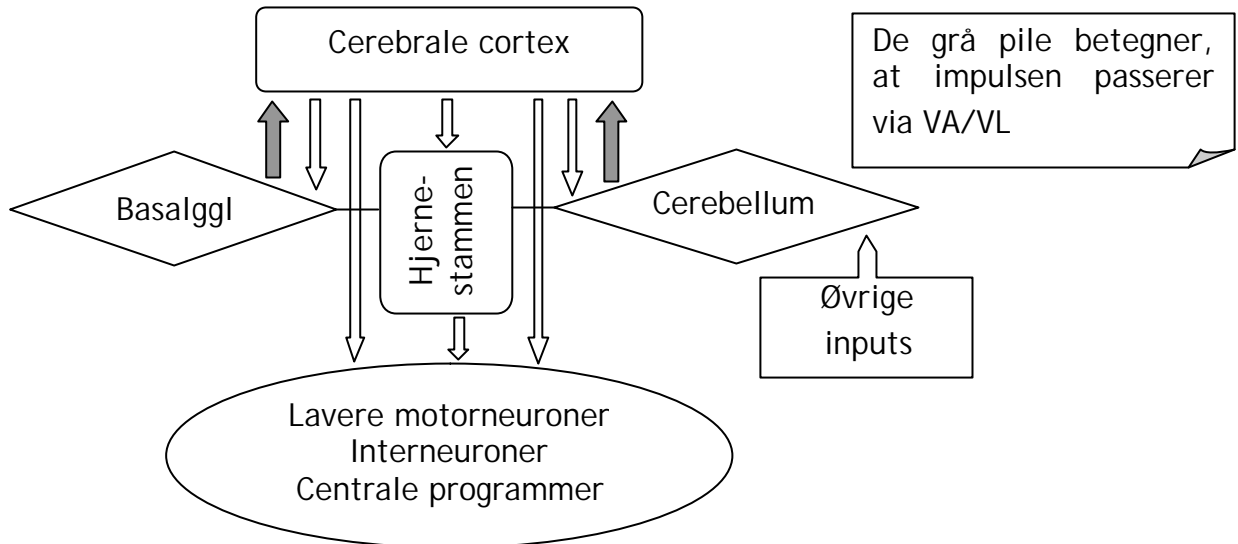 Cerebrale cortex
De grå pile betegner,
at impulsen passerer
via VA/VL
Basalggl
Hjerne-
stammen
Cerebellum
Øvrige
inputs
Lavere motorneuroner
Interneuroner
Centrale programmer